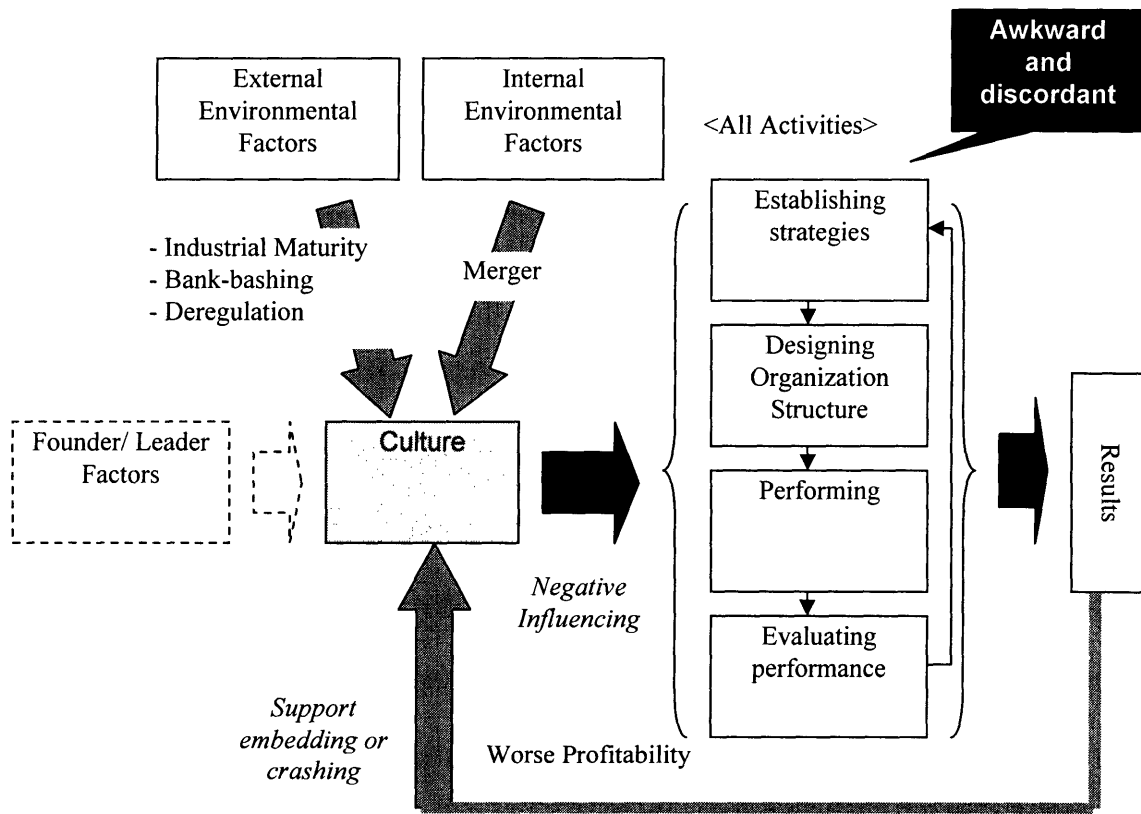 Awkward
and
discordant
External
Environmental
Factors
Internal
Environmental
Factors
<All Activities>
- Industrial Maturity
- Bank-bashing
- Deregulation
Merger
Establishing
strategies
Designing
Organization
Structure
Performing
Evaluating
performance
Founder/ Leader
Factors
Culture
Results
Negative
Influencing
Support
embedding or
crashing
Worse Profitability